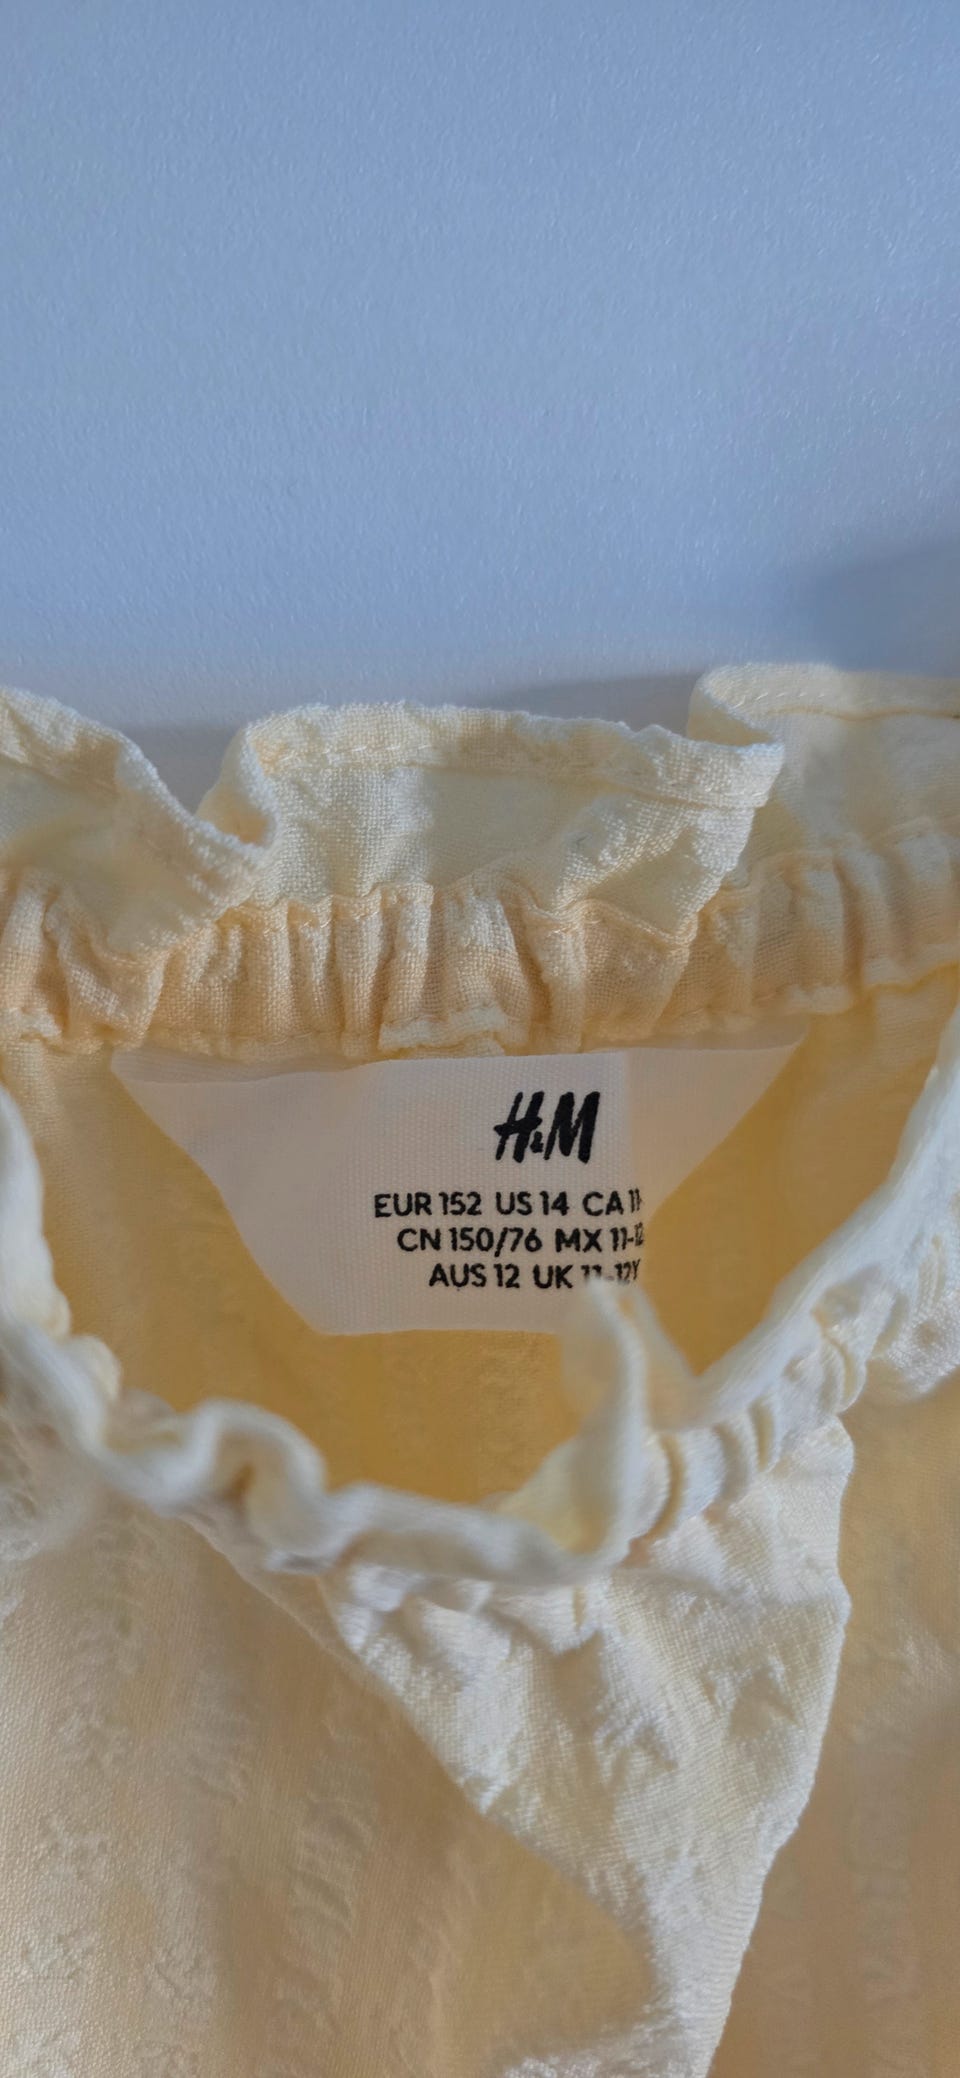 H&M
EUR 152 US 14 CA
CN 150/76 MX
AUS 12 UK